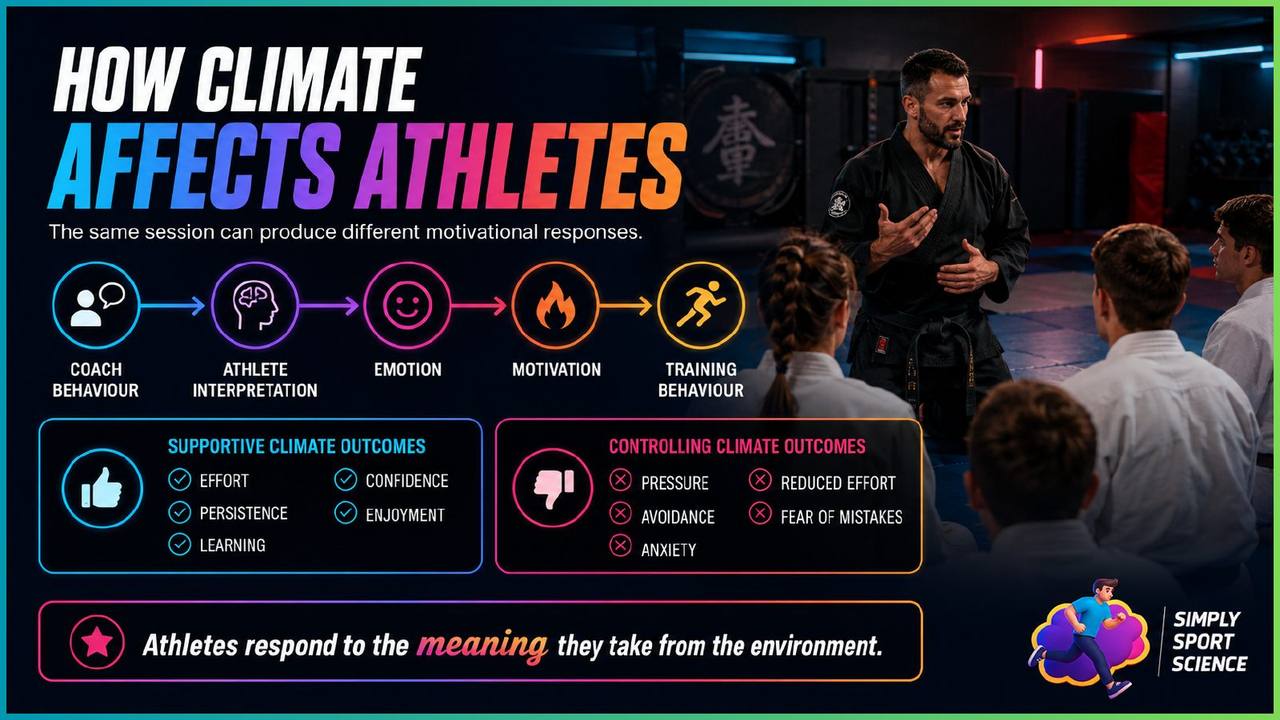 HOW CLIMATE
AFFECTS ATHLETES
The same session can produce different motivational responses.
COACH
BEHAVIOUR
ATHLETE
INTERPRETATION
EMOTION
MOTIVATION
TRAINING
BEHAVIOUR
SUPPORTIVE CLIMATE OUTCOMES
EFFORT
PERSISTENCE
LEARNING
CONFIDENCE
ENJOYMENT
CONTROLLING CLIMATE OUTCOMES
PRESSURE
AVOIDANCE
ANXIETY
REDUCED EFFORT
FEAR OF MISTAKES
Athletes respond to the meaning they take from the environment.
SIMPLY
SPORT
SCIENCE